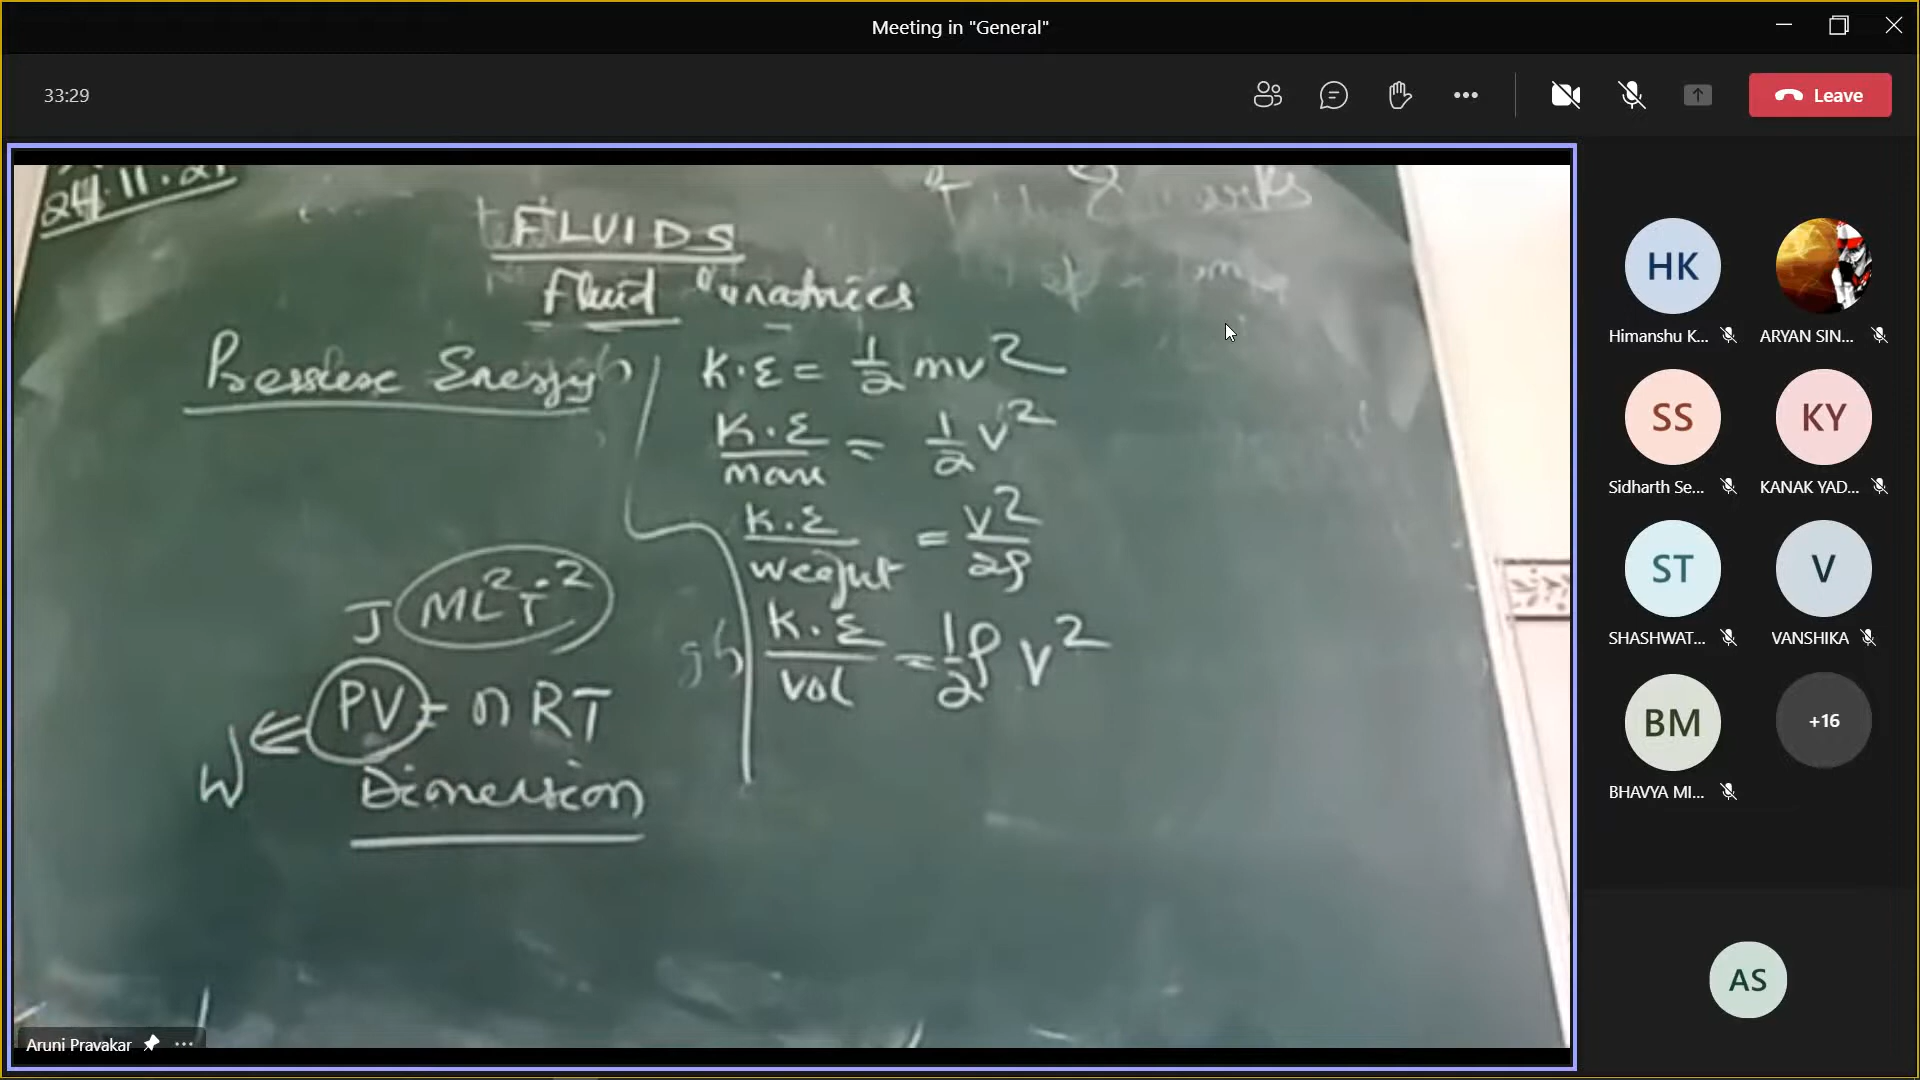 Meeting in "General"
33:29
Leave
24.11.21
FLUIDS
Fluid Dynamics
Pressure Energy
K.E = 1/2 mv²
K.E/mass = 1/2 v²
K.E/weight = v²/2g
K.E/vol = 1/2 ρ v²
J ML²T⁻²
PV = nRT
W
Dimension
HK
Himanshu K...
ARYAN SIN...
SS
Sidharth Se...
KY
KANAK YAD...
ST
SHASHWAT...
V
VANSHIKA
BM
BHAVYA MI...
+16
AS
Aruni Pravakar